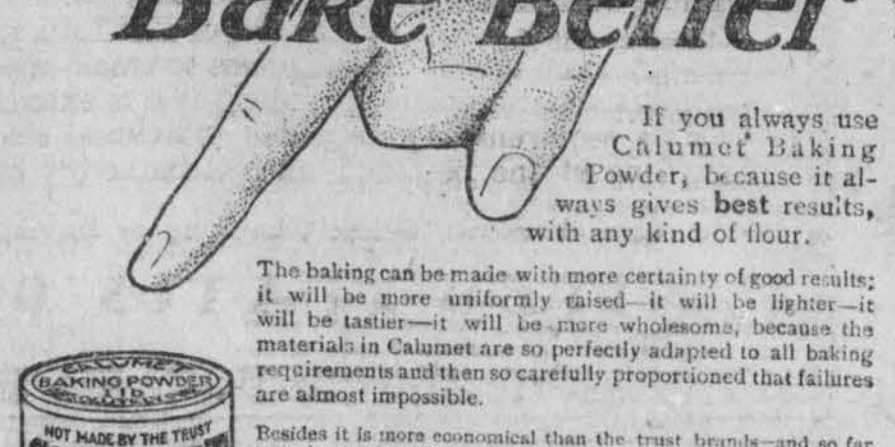 Bake Better
If you always use
Calumet Baking
Powder, because it al-
ways gives best results,
with any kind of flour.
The baking can be made with more certainty of good results;
it will be more uniformly raised—it will be lighter—it
will be tastier—it will be more wholesome, because the
materials in Calumet are so perfectly adapted to all baking
requirements and then so carefully proportioned that failures
are almost impossible.
CALUMET
BAKING POWDER
NOT MADE BY THE TRUST
Besides it is more economical than the trust brands—and so far